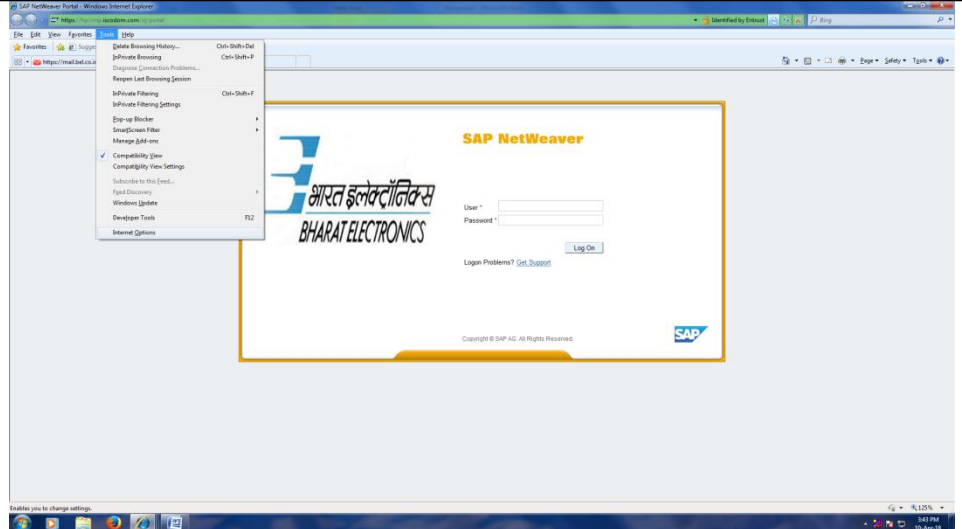 SAP NetWeaver Portal - Windows Internet Explorer
iscodom.com
Identified by Entrust
Bing
File Edit View Favorites Tools Help
Favorites
https://mail.bel.co.in
Page Safety Tools
Delete Browsing History... Ctrl+Shift+Del
InPrivate Browsing Ctrl+Shift+P
Diagnose Connection Problems...
Reopen Last Browsing Session
InPrivate Filtering Ctrl+Shift+F
InPrivate Filtering Settings
Pop-up Blocker
SmartScreen Filter
Manage Add-ons
Compatibility View
Compatibility View Settings
Subscribe to this Feed...
Feed Discovery
Windows Update
Developer Tools F12
Internet Options
SAP NetWeaver
भारत इलेक्ट्रॉनिक्स
BHARAT ELECTRONICS
User *
Password *
Log On
Logon Problems? Get Support
Copyright © SAP AG. All Rights Reserved.
SAP
Enables you to change settings.
125%
3:43 PM
10-Apr-18